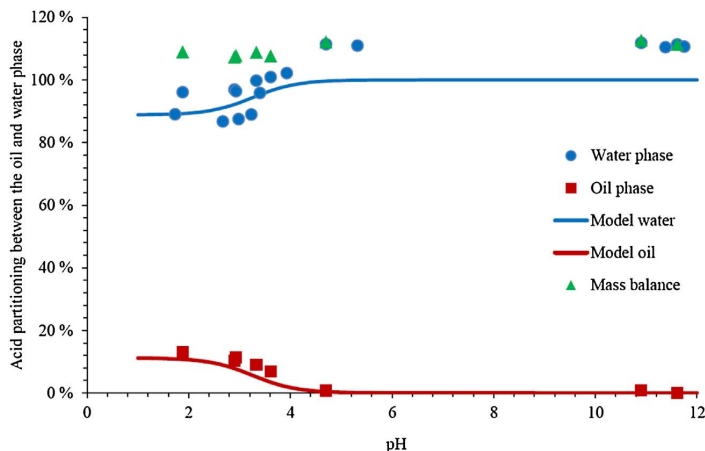 120 %
100 %
80 %
60 %
40 %
20 %
0 %
Acid partitioning between the oil and water phase
Water phase
Oil phase
Model water
Model oil
Mass balance
0 2 4 6 8 10 12
pH